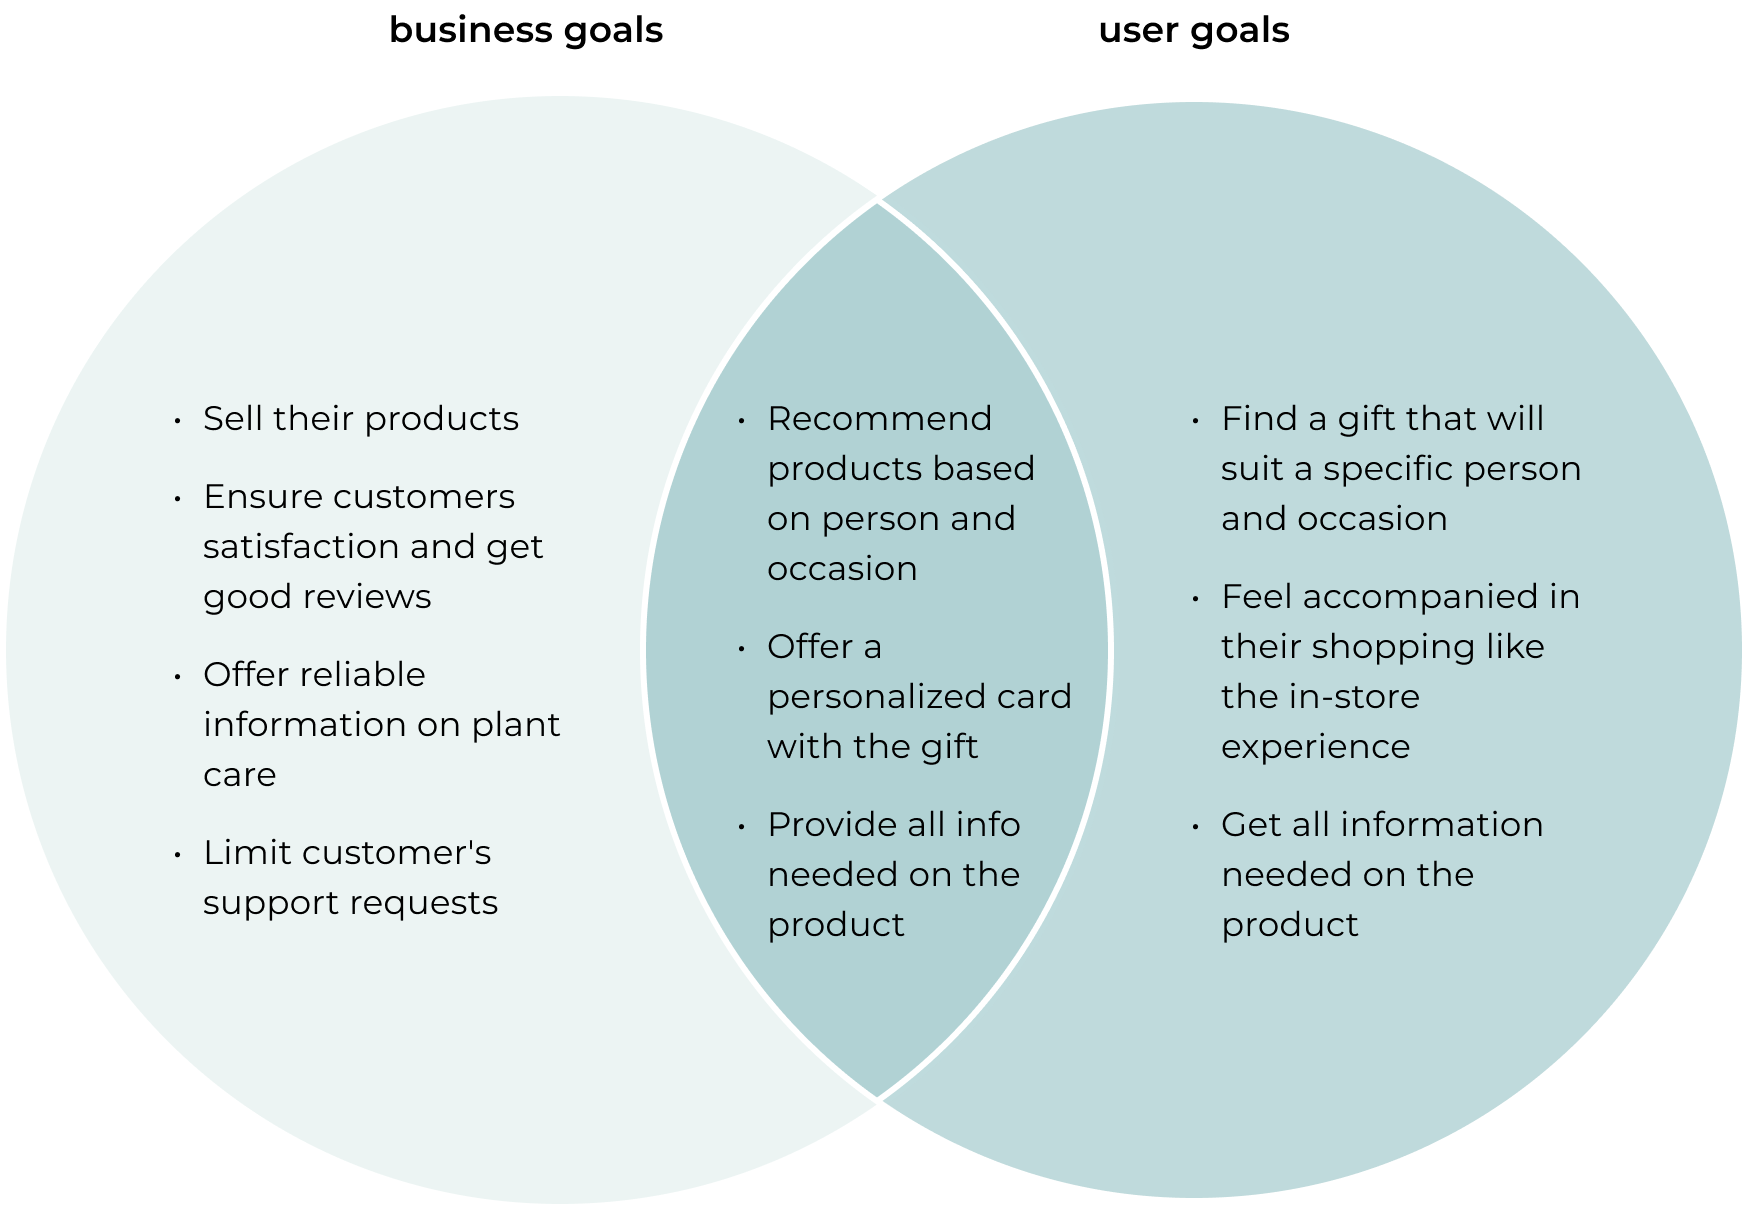 business goals
user goals
• Sell their products
• Ensure customers
satisfaction and get
good reviews
• Offer reliable
information on plant
care
• Limit customer's
support requests
• Recommend
products based
on person and
occasion
• Offer a
personalized card
with the gift
• Provide all info
needed on the
product
• Find a gift that will
suit a specific person
and occasion
• Feel accompanied in
their shopping like
the in-store
experience
• Get all information
needed on the
product